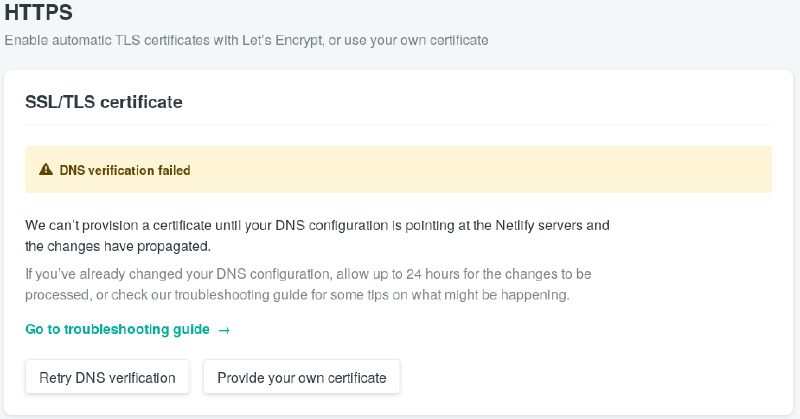 HTTPS
Enable automatic TLS certificates with Let's Encrypt, or use your own certificate
SSL/TLS certificate
DNS verification failed
We can't provision a certificate until your DNS configuration is pointing at the Netlify servers and
the changes have propagated.
If you've already changed your DNS configuration, allow up to 24 hours for the changes to be
processed, or check our troubleshooting guide for some tips on what might be happening.
Go to troubleshooting guide →
Retry DNS verification
Provide your own certificate